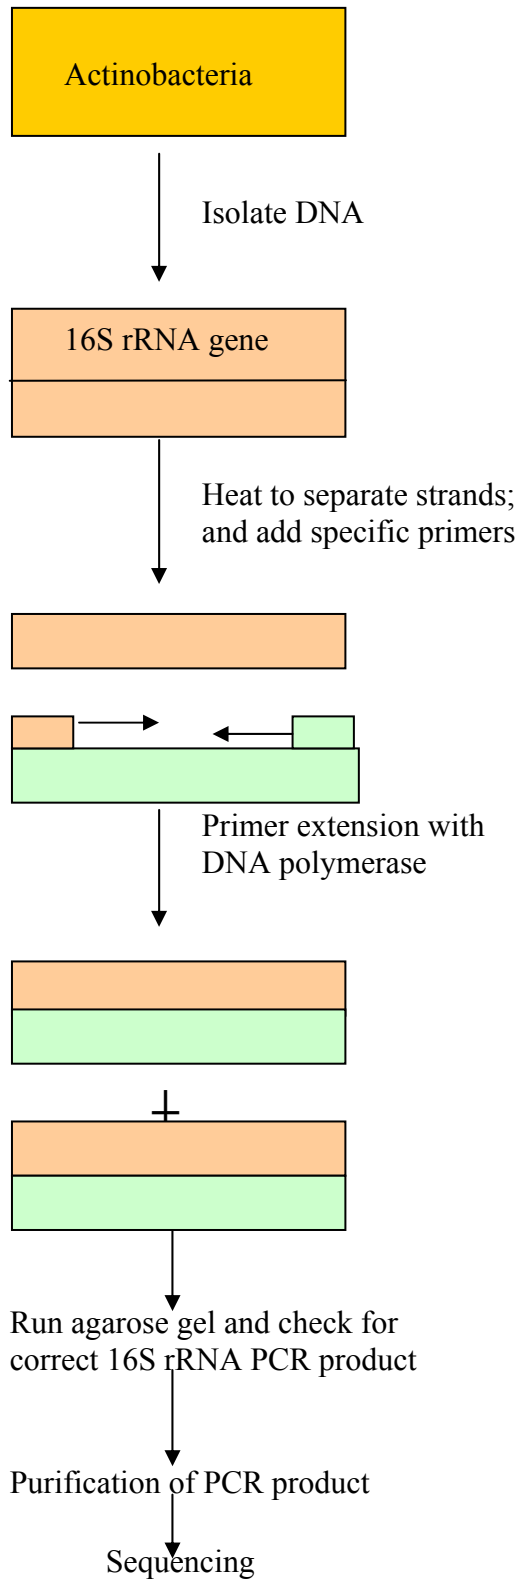 Actinobacteria
Isolate DNA
16S rRNA gene
Heat to separate strands;
and add specific primers
Primer extension with
DNA polymerase
+
Run agarose gel and check for
correct 16S rRNA PCR product
Purification of PCR product
Sequencing